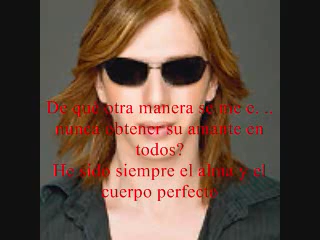 De que otra manera se me e. ..
nunca obtener su amante en
todos?
He sido siempre el alma y el
cuerpo perfecto